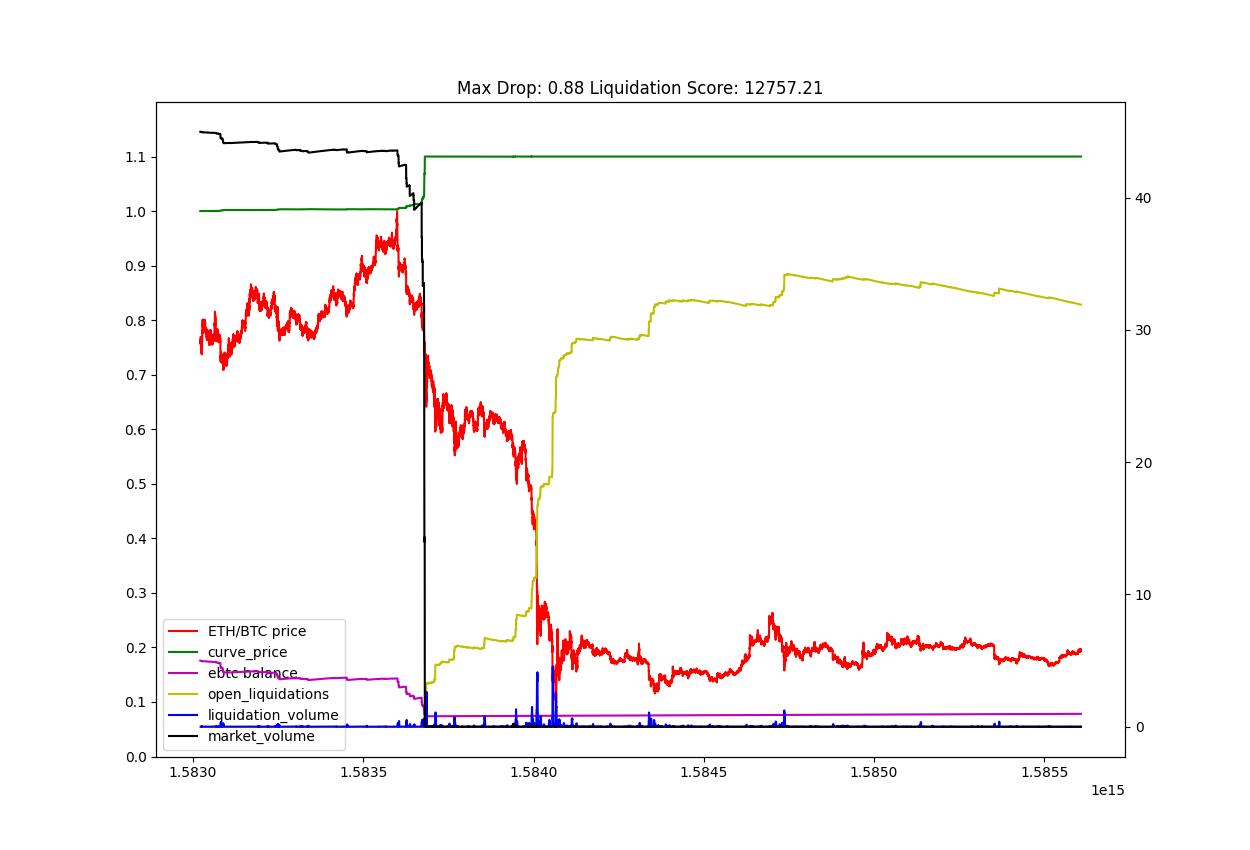 Max Drop: 0.88 Liquidation Score: 12757.21
1.1
1.0
0.9
0.8
0.7
0.6
0.5
0.4
0.3
0.2
0.1
0.0
40
30
20
10
0
ETH/BTC price
curve_price
ebtc balance
open_liquidations
liquidation_volume
market_volume
1.5830 1.5835 1.5840 1.5845 1.5850 1.5855
1e15